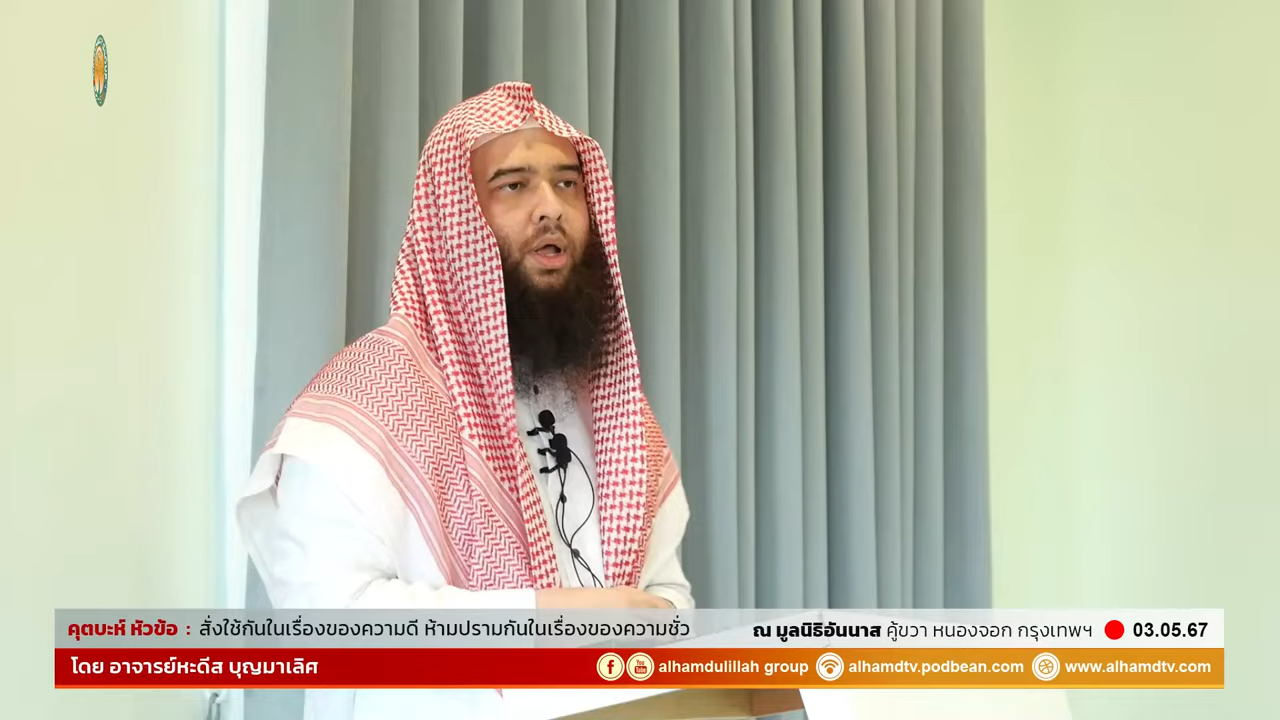 คุตบะห์ หัวข้อ : สั่งใช้กันในเรื่องของความดี ห้ามปรามกันในเรื่องของความชั่ว
ณ มูลนิธิอันนาส คู้ขวา หนองจอก กรุงเทพฯ 03.05.67
โดย อาจารย์หะดีส บุญมาเลิศ
f You Tube alhamdulillah group alhamdtv.podbean.com www.alhamdtv.com